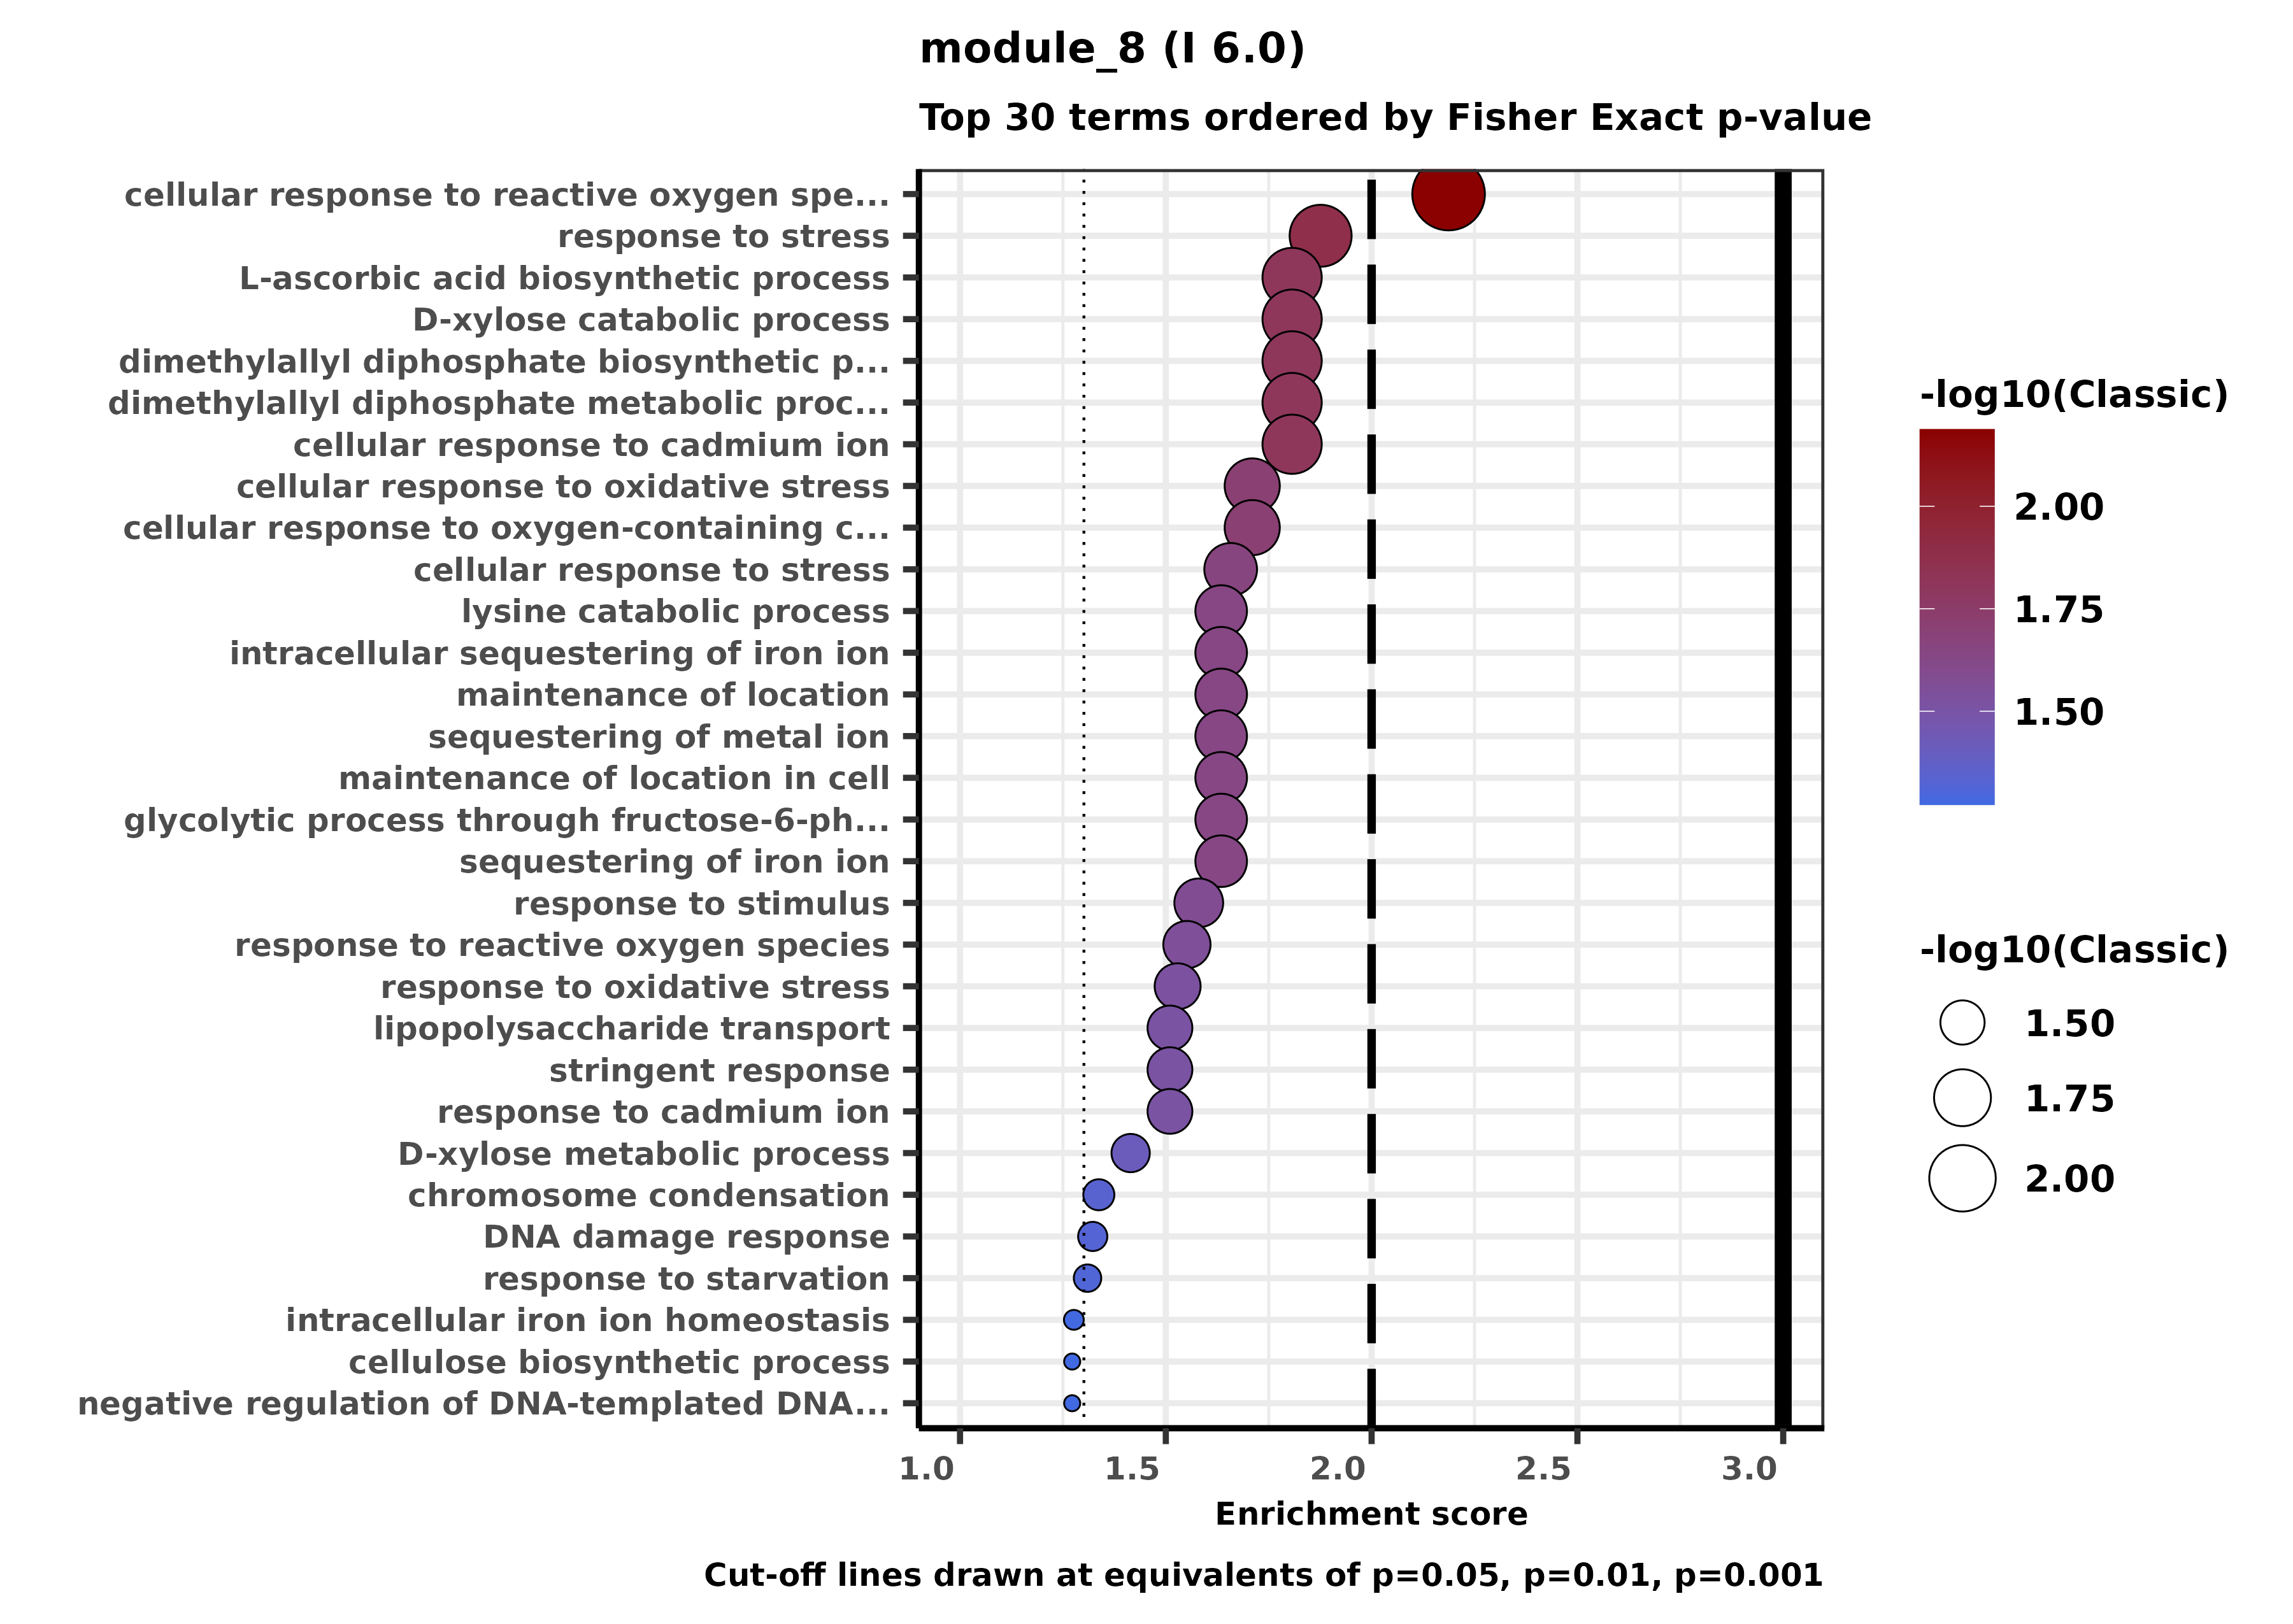 module_8 (I 6.0)
Top 30 terms ordered by Fisher Exact p-value
cellular response to reactive oxygen spe...
response to stress
L-ascorbic acid biosynthetic process
D-xylose catabolic process
dimethylallyl diphosphate biosynthetic p...
dimethylallyl diphosphate metabolic proc...
cellular response to cadmium ion
cellular response to oxidative stress
cellular response to oxygen-containing c...
cellular response to stress
lysine catabolic process
intracellular sequestering of iron ion
maintenance of location
sequestering of metal ion
maintenance of location in cell
glycolytic process through fructose-6-ph...
sequestering of iron ion
response to stimulus
response to reactive oxygen species
response to oxidative stress
lipopolysaccharide transport
stringent response
response to cadmium ion
D-xylose metabolic process
chromosome condensation
DNA damage response
response to starvation
intracellular iron ion homeostasis
cellulose biosynthetic process
negative regulation of DNA-templated DNA...
1.0 1.5 2.0 2.5 3.0
Enrichment score
Cut-off lines drawn at equivalents of p=0.05, p=0.01, p=0.001
-log10(Classic)
2.00
1.75
1.50
-log10(Classic)
1.50
1.75
2.00